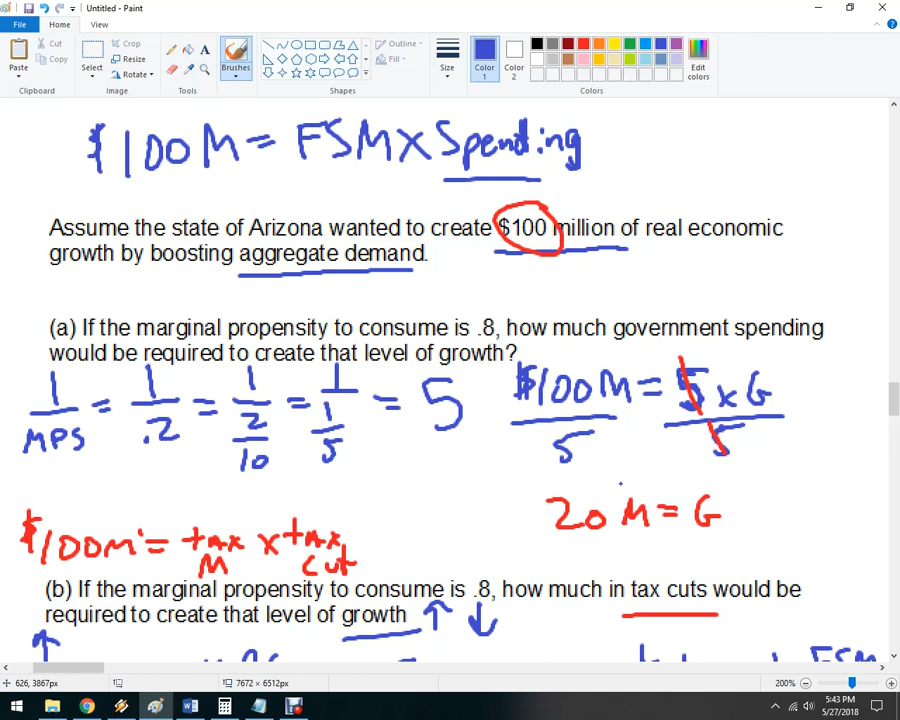 Untitled - Paint
File Home View
Paste
Cut
Copy
Clipboard
Select
Crop
Resize
Rotate
Image
A
Tools
Brushes
Outline
Fill
Shapes
Size
Color 1
Color 2
Edit colors
Colors
$100M = FSM x Spending
Assume the state of Arizona wanted to create $100 million of real economic
growth by boosting aggregate demand.
(a) If the marginal propensity to consume is .8, how much government spending
would be required to create that level of growth?
1/MPS = 1/.2 = 1/(2/10) = 1/(1/5) = 5
$100M = 5 x G
5 5
20M = G
$100M = tax M x tax cut
(b) If the marginal propensity to consume is .8, how much in tax cuts would be
required to create that level of growth ↑ ↓
626, 3867px
7672 × 6512px
200%
5:43 PM
5/27/2018